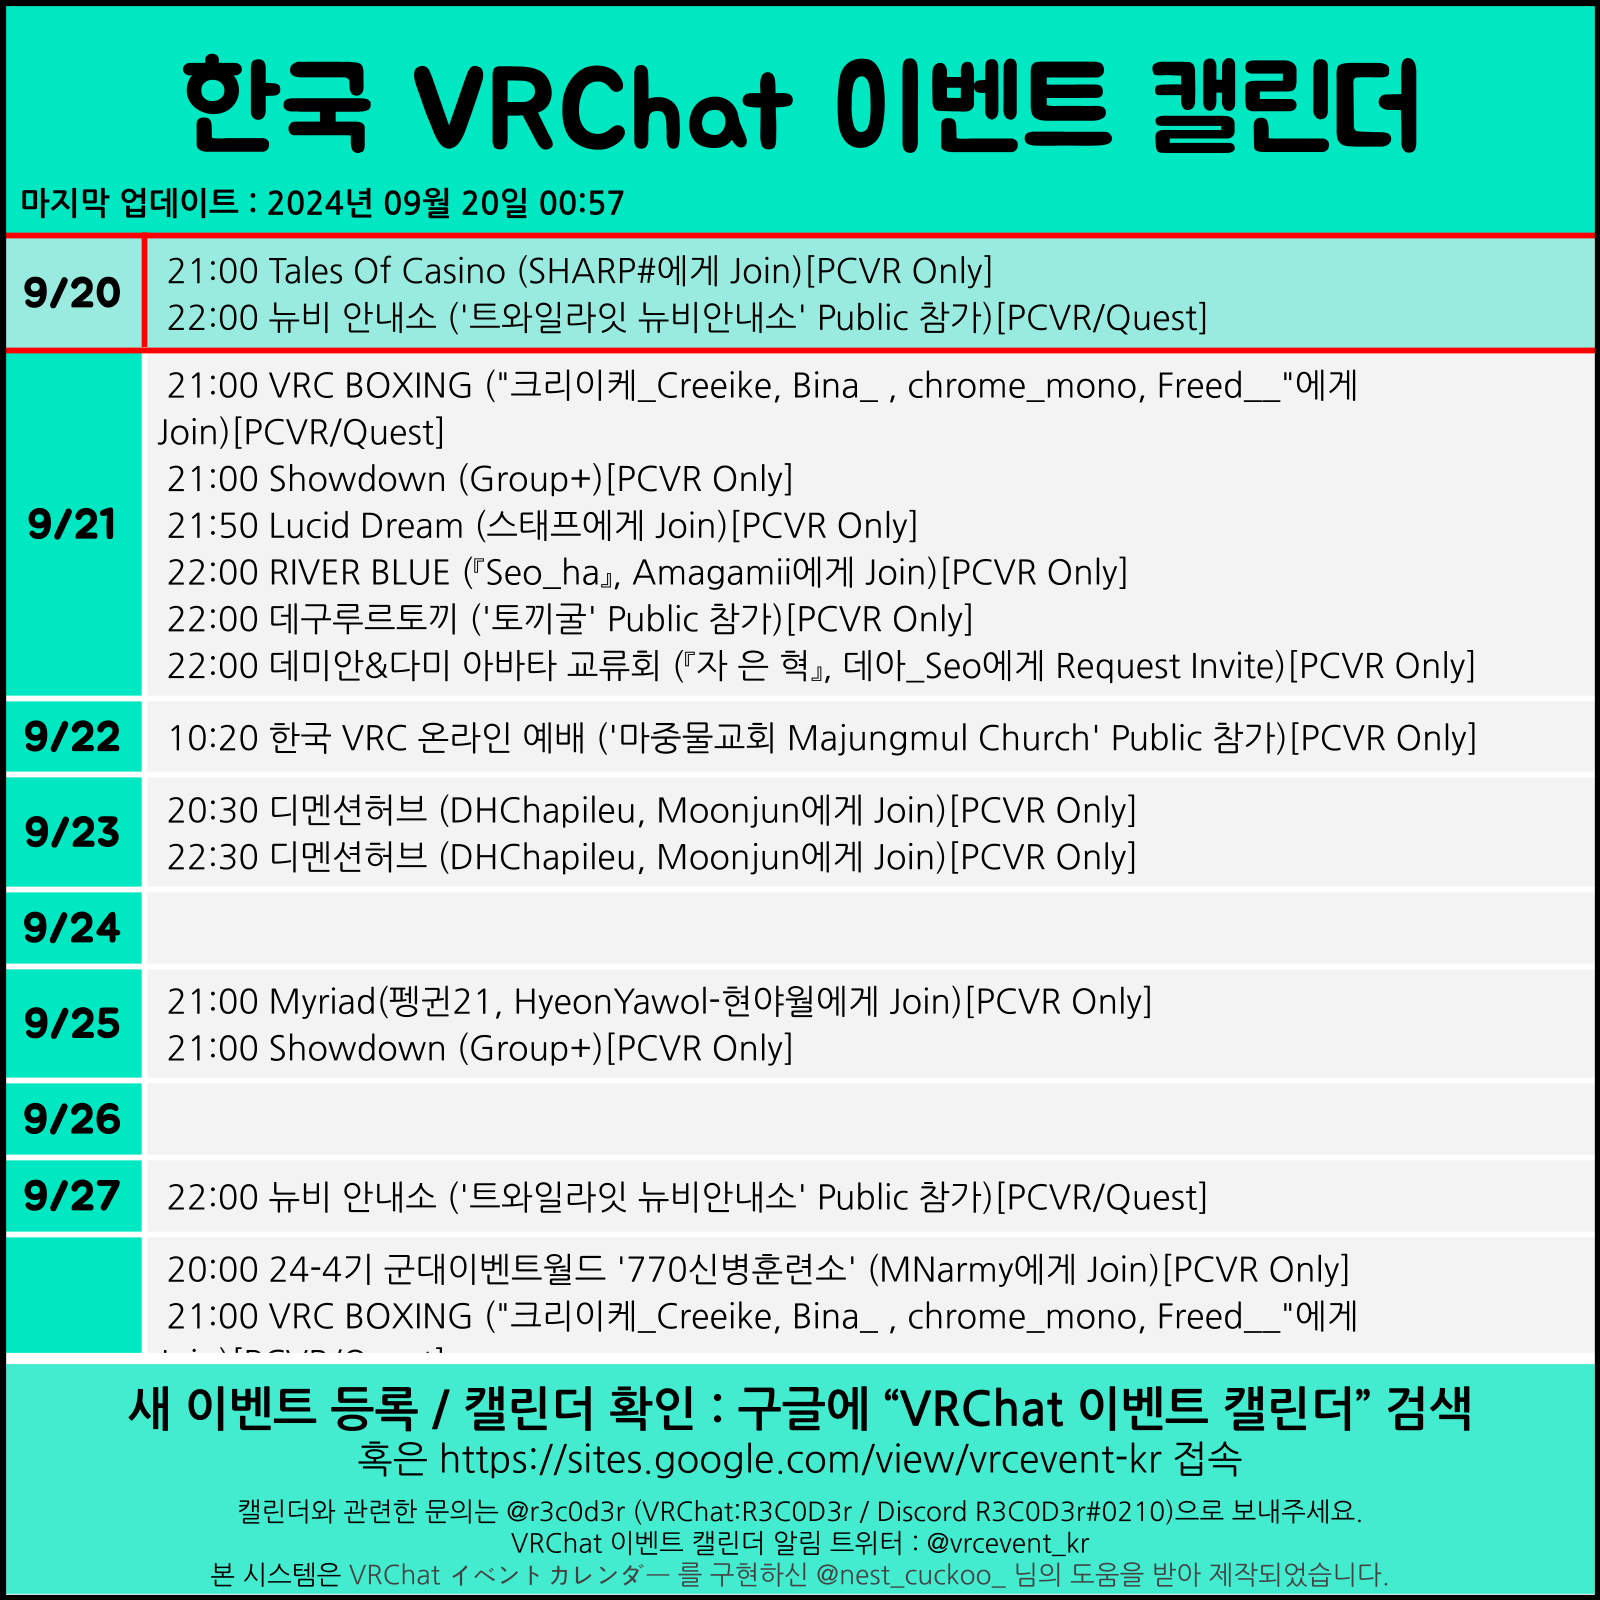 한국 VRChat 이벤트 캘린더
마지막 업데이트 : 2024년 09월 20일 00:57
9/20
21:00 Tales Of Casino (SHARP#에게 Join)[PCVR Only]
22:00 뉴비 안내소 ('트와일라잇 뉴비안내소' Public 참가)[PCVR/Quest]
9/21
21:00 VRC BOXING ("크리이케_Creeike, Bina_ , chrome_mono, Freed__"에게
Join)[PCVR/Quest]
21:00 Showdown (Group+)[PCVR Only]
21:50 Lucid Dream (스태프에게 Join)[PCVR Only]
22:00 RIVER BLUE (『Seo_ha』, Amagamii에게 Join)[PCVR Only]
22:00 데구루르토끼 ('토끼굴' Public 참가)[PCVR Only]
22:00 데미안&다미 아바타 교류회 (『자 은 혁』, 데아_Seo에게 Request Invite)[PCVR Only]
9/22
10:20 한국 VRC 온라인 예배 ('마중물교회 Majungmul Church' Public 참가)[PCVR Only]
9/23
20:30 디멘션허브 (DHChapileu, Moonjun에게 Join)[PCVR Only]
22:30 디멘션허브 (DHChapileu, Moonjun에게 Join)[PCVR Only]
9/24
9/25
21:00 Myriad(펭귄21, HyeonYawol-현야월에게 Join)[PCVR Only]
21:00 Showdown (Group+)[PCVR Only]
9/26
9/27
22:00 뉴비 안내소 ('트와일라잇 뉴비안내소' Public 참가)[PCVR/Quest]
20:00 24-4기 군대이벤트월드 '770신병훈련소' (MNarmy에게 Join)[PCVR Only]
21:00 VRC BOXING ("크리이케_Creeike, Bina_ , chrome_mono, Freed__"에게
새 이벤트 등록 / 캘린더 확인 : 구글에 “VRChat 이벤트 캘린더” 검색
혹은 https://sites.google.com/view/vrcevent-kr 접속
캘린더와 관련한 문의는 @r3c0d3r (VRChat:R3C0D3r / Discord R3C0D3r#0210)으로 보내주세요.
VRChat 이벤트 캘린더 알림 트위터 : @vrcevent_kr
본 시스템은 VRChat イベントカレンダー 를 구현하신 @nest_cuckoo_ 님의 도움을 받아 제작되었습니다.